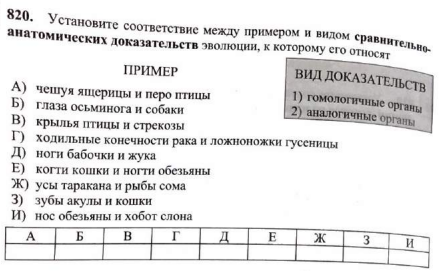 820. Установите соответствие между примером и видом сравнительно-
анатомических доказательств эволюции, к которому его относят
ПРИМЕР
ВИД ДОКАЗАТЕЛЬСТВ
1) гомологичные органы
2) аналогичные органы
А) чешуя ящерицы и перо птицы
Б) глаза осьминога и собаки
В) крылья птицы и стрекозы
Г) ходильные конечности рака и ложноножки гусеницы
Д) ноги бабочки и жука
Е) когти кошки и ногти обезьяны
Ж) усы таракана и рыбы сома
З) зубы акулы и кошки
И) нос обезьяны и хобот слона
А Б В Г Д Е Ж З И